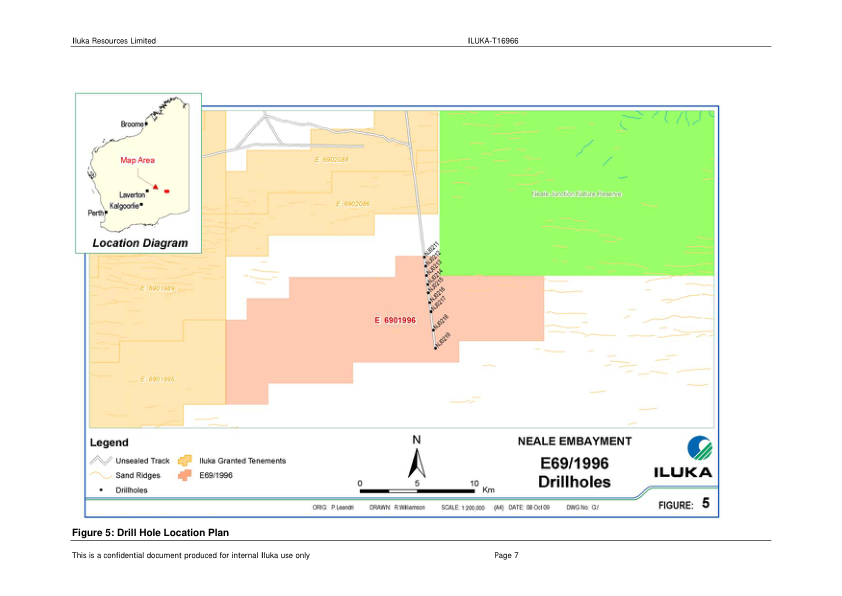 Iluka Resources Limited ILUKA-T16966
Broome
Map Area
Laverton
Kalgoorlie
Perth
Location Diagram
E 6902088
E 6902086
Neale Junction Nature Reserve
E 6901989
E 6901995
E 6901996
NJ0211
NJ0212
NJ0213
NJ0214
NJ0215
NJ0216
NJ0217
NJ0218
NJ0219
Legend
Unsealed Track
Sand Ridges
Drillholes
Iluka Granted Tenements
E69/1996
N
0 5 10 Km
NEALE EMBAYMENT
E69/1996
Drillholes
ILUKA
ORIG: P.Leandri DRAWN: R.Williamson SCALE: 1:200,000 (A4) DATE: 08 Oct 09 DWG No: G/
FIGURE: 5
Figure 5: Drill Hole Location Plan
This is a confidential document produced for internal Iluka use only Page 7